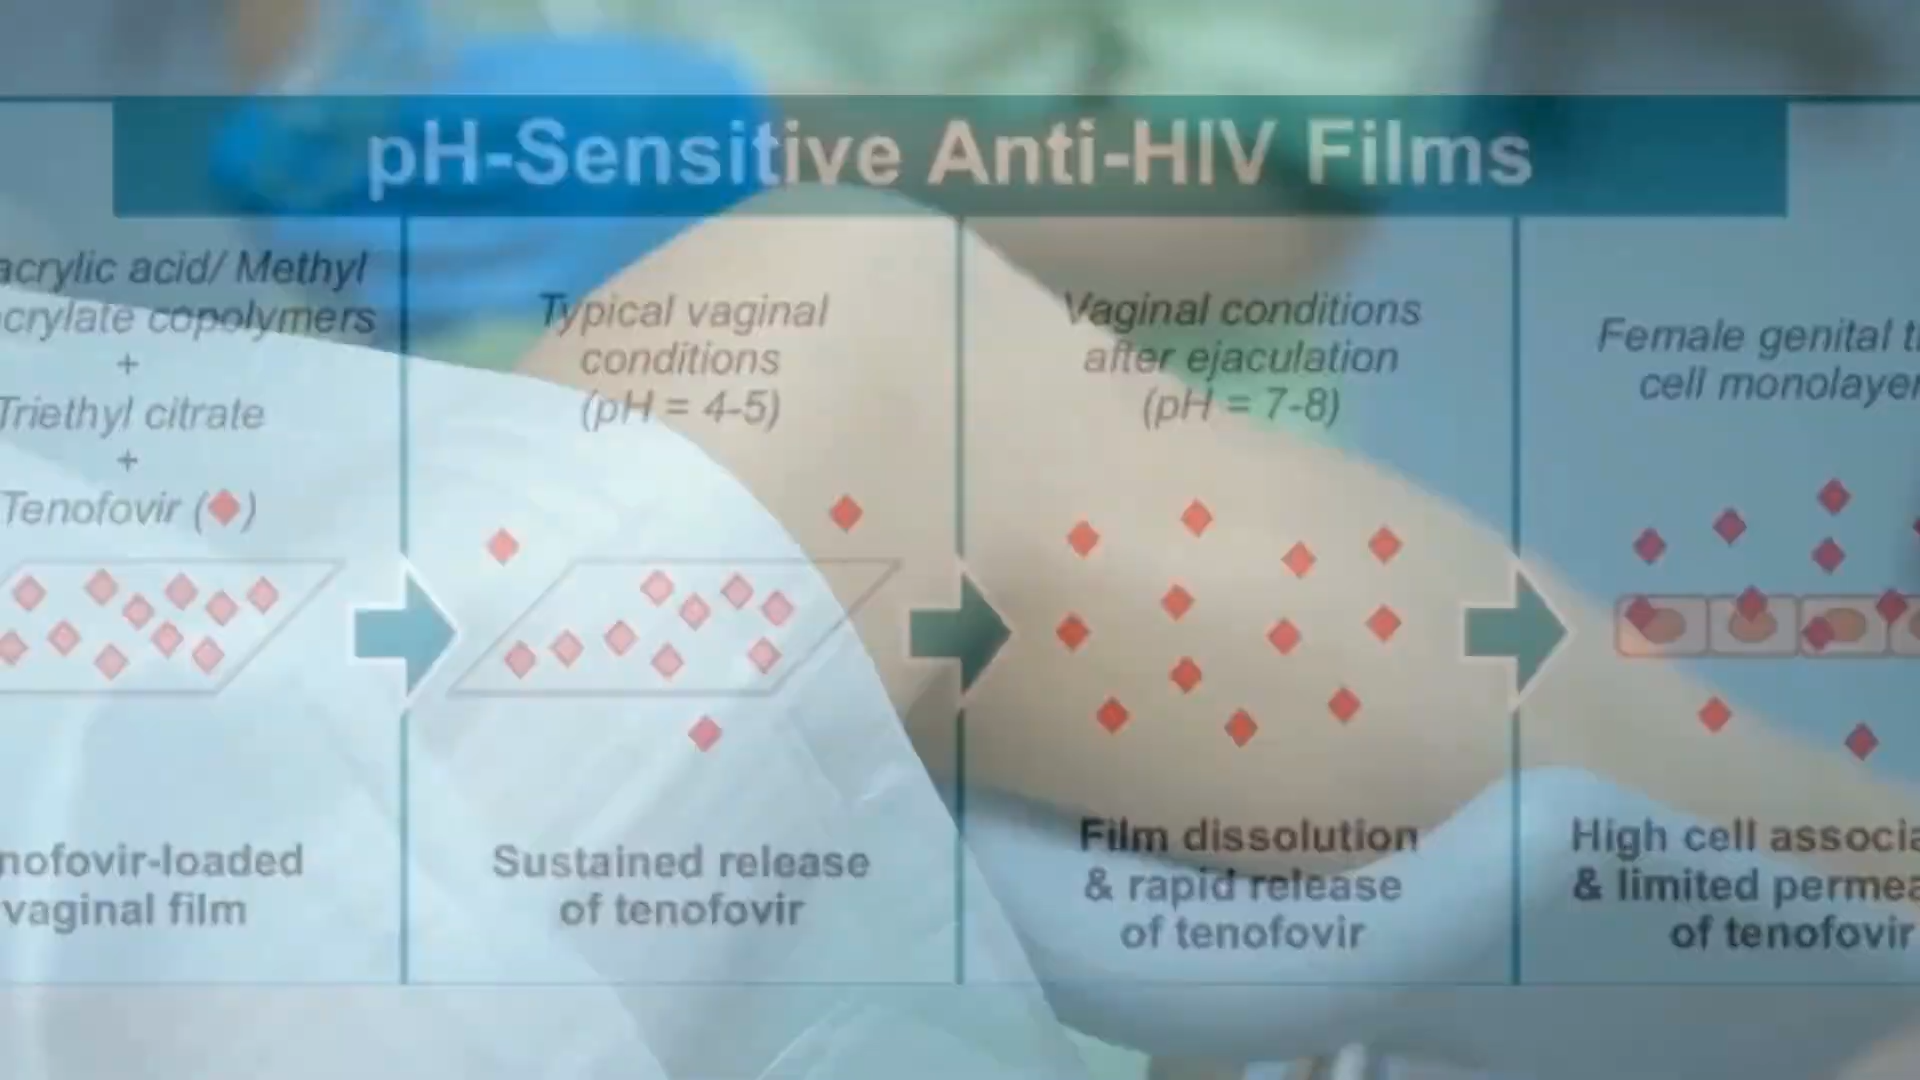 pH-Sensitive Anti-HIV Films
acrylic acid/ Methyl
crylate copolymers
+
Triethyl citrate
+
Tenofovir (♦)
nofovir-loaded
vaginal film
Typical vaginal
conditions
(pH = 4-5)
Sustained release
of tenofovir
Vaginal conditions
after ejaculation
(pH = 7-8)
Film dissolution
& rapid release
of tenofovir
Female genital t
cell monolayer
High cell associa
& limited permea
of tenofovir